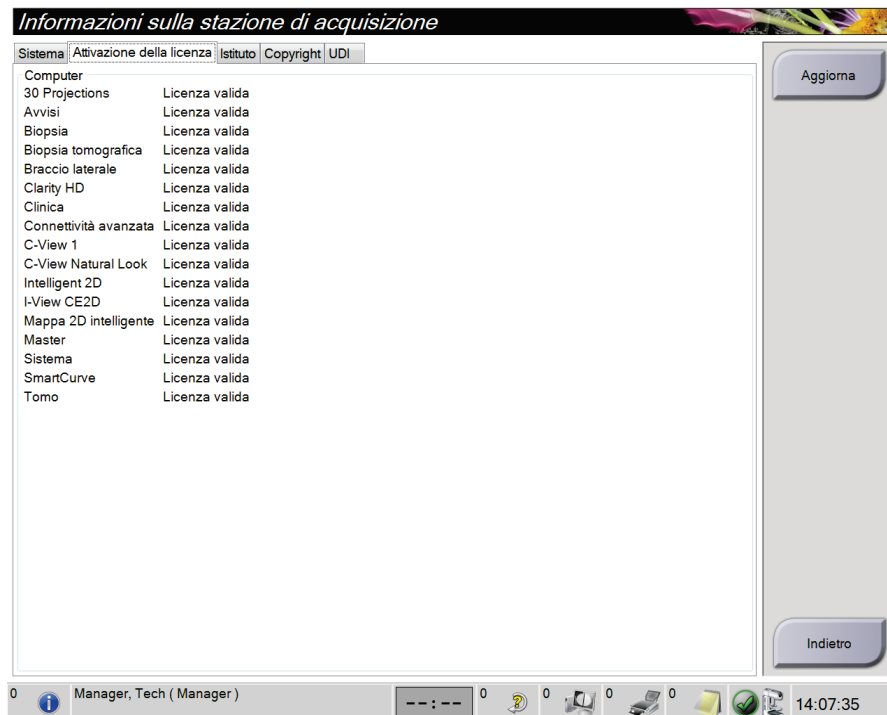 Informazioni sulla stazione di acquisizione
Sistema Attivazione della licenza Istituto Copyright UDI
Aggiorna
Computer
30 Projections Licenza valida
Avvisi Licenza valida
Biopsia Licenza valida
Biopsia tomografica Licenza valida
Braccio laterale Licenza valida
Clarity HD Licenza valida
Clinica Licenza valida
Connettività avanzata Licenza valida
C-View 1 Licenza valida
C-View Natural Look Licenza valida
Intelligent 2D Licenza valida
I-View CE2D Licenza valida
Mappa 2D intelligente Licenza valida
Master Licenza valida
Sistema Licenza valida
SmartCurve Licenza valida
Tomo Licenza valida
Indietro
0 Manager, Tech ( Manager ) --:-- 0 0 0 0 14:07:35